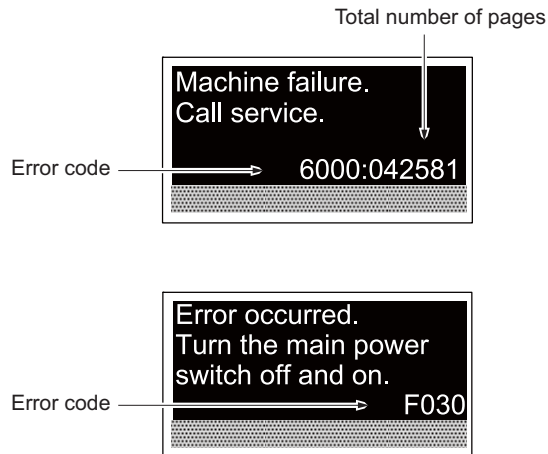 Total number of pages
Machine failure.
Call service.
Error code
6000:042581
Error occurred.
Turn the main power
switch off and on.
Error code
F030